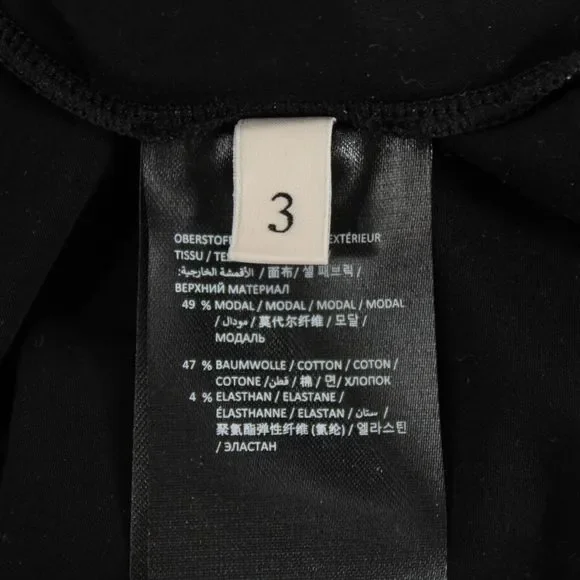 3
OBERSTOFF EXTÉRIEUR
TISSU /
الأقمشة الخارجية: / 面布 / 셀 패브릭 /
ВЕРХНИЙ МАТЕРИАЛ
49 % MODAL / MODAL / MODAL / MODAL
/ مودال / 莫代尔纤维 / 모달 /
МОДАЛЬ
47 % BAUMWOLLE / COTTON / COTON /
COTONE / قطن / 棉 / 면 / ХЛОПОК
4 % ELASTHAN / ELASTANE /
ÉLASTHANNE / ELASTAN / ستان /
聚氨酯弹性纤维 (氨纶) / 엘라스틴
/ ЭЛАСТАН